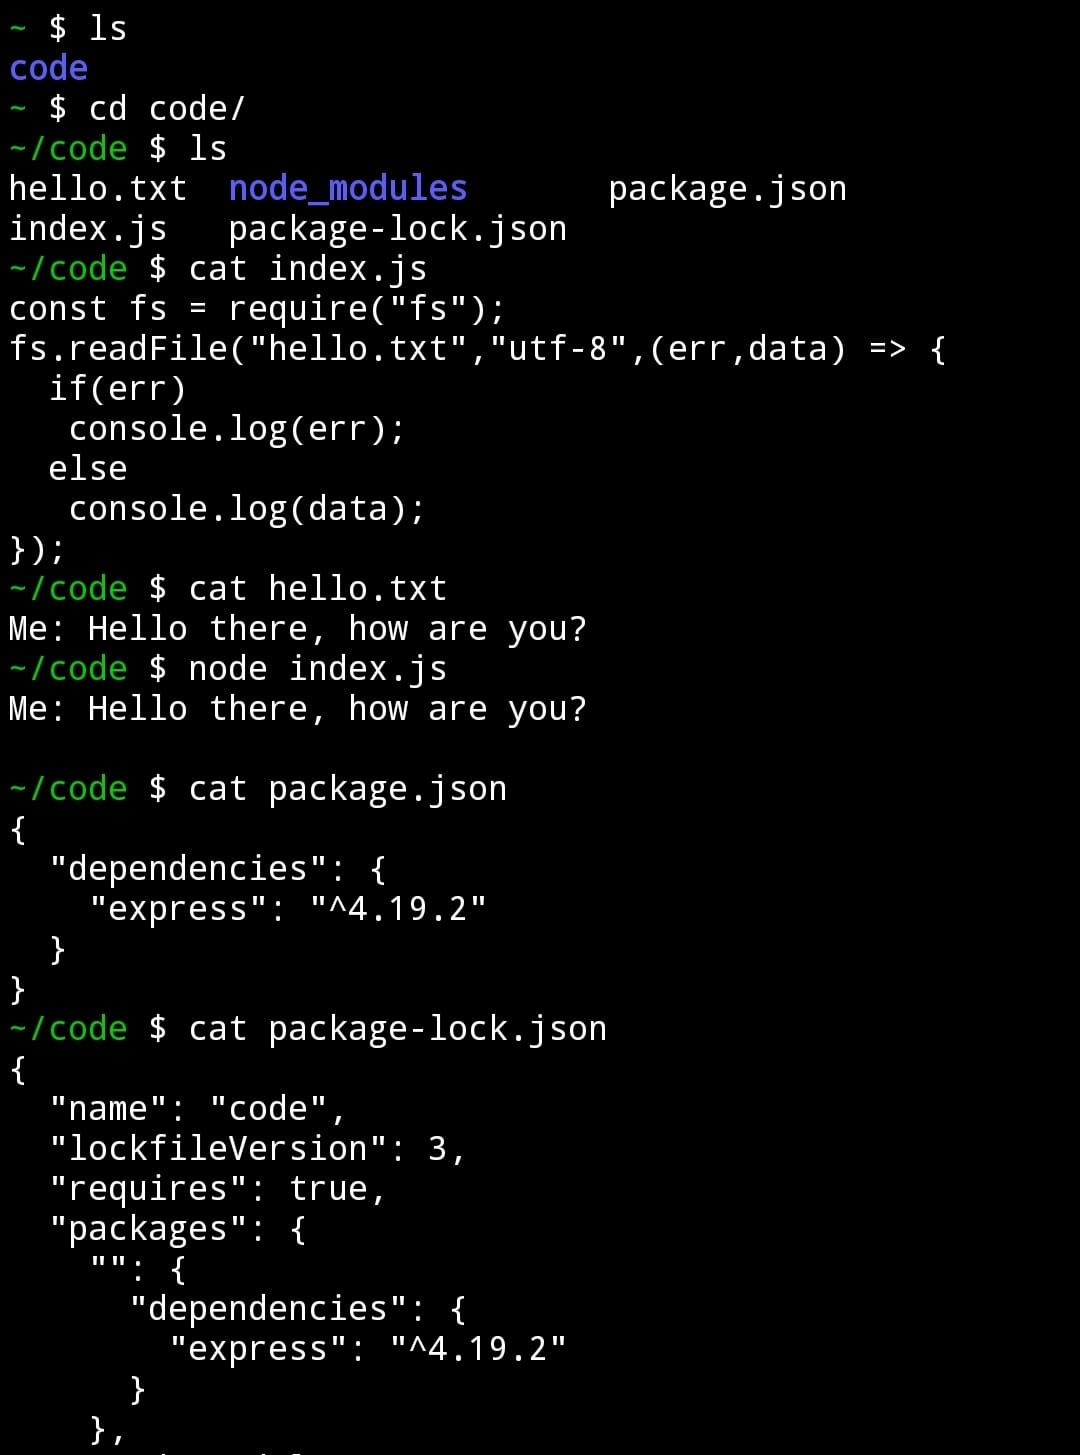 ~ $ ls
code
~ $ cd code/
~/code $ ls
hello.txt  node_modules       package.json
index.js   package-lock.json
~/code $ cat index.js
const fs = require("fs");
fs.readFile("hello.txt","utf-8",(err,data) => {
  if(err)
   console.log(err);
  else
   console.log(data);
});
~/code $ cat hello.txt
Me: Hello there, how are you?
~/code $ node index.js
Me: Hello there, how are you?

~/code $ cat package.json
{
  "dependencies": {
    "express": "^4.19.2"
  }
}
~/code $ cat package-lock.json
{
  "name": "code",
  "lockfileVersion": 3,
  "requires": true,
  "packages": {
    "": {
      "dependencies": {
        "express": "^4.19.2"
      }
    },